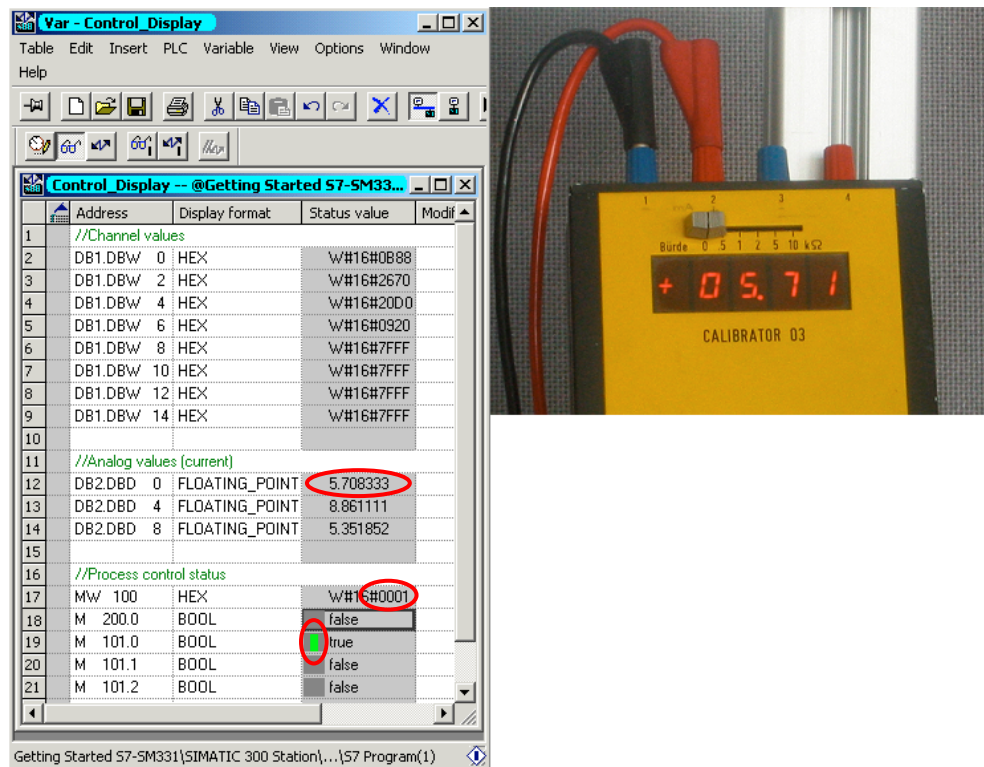 Var - Control_Display
Table Edit Insert PLC Variable View Options Window
Help
Control_Display -- @Getting Started S7-SM33...
Address Display format Status value Modif
1 //Channel values
2 DB1.DBW 0 HEX W#16#0B88
3 DB1.DBW 2 HEX W#16#2670
4 DB1.DBW 4 HEX W#16#20D0
5 DB1.DBW 6 HEX W#16#0920
6 DB1.DBW 8 HEX W#16#7FFF
7 DB1.DBW 10 HEX W#16#7FFF
8 DB1.DBW 12 HEX W#16#7FFF
9 DB1.DBW 14 HEX W#16#7FFF
10
11 //Analog values (current)
12 DB2.DBD 0 FLOATING_POINT 5.708333
13 DB2.DBD 4 FLOATING_POINT 8.861111
14 DB2.DBD 8 FLOATING_POINT 5.351852
15
16 //Process control status
17 MW 100 HEX W#16#0001
18 M 200.0 BOOL false
19 M 101.0 BOOL true
20 M 101.1 BOOL false
21 M 101.2 BOOL false
Getting Started S7-SM331\SIMATIC 300 Station\...\S7 Program(1)
1 2 3 4
mA
Bürde 0 .5 1 2 5 10 kΩ
+ 05.71
CALIBRATOR 03